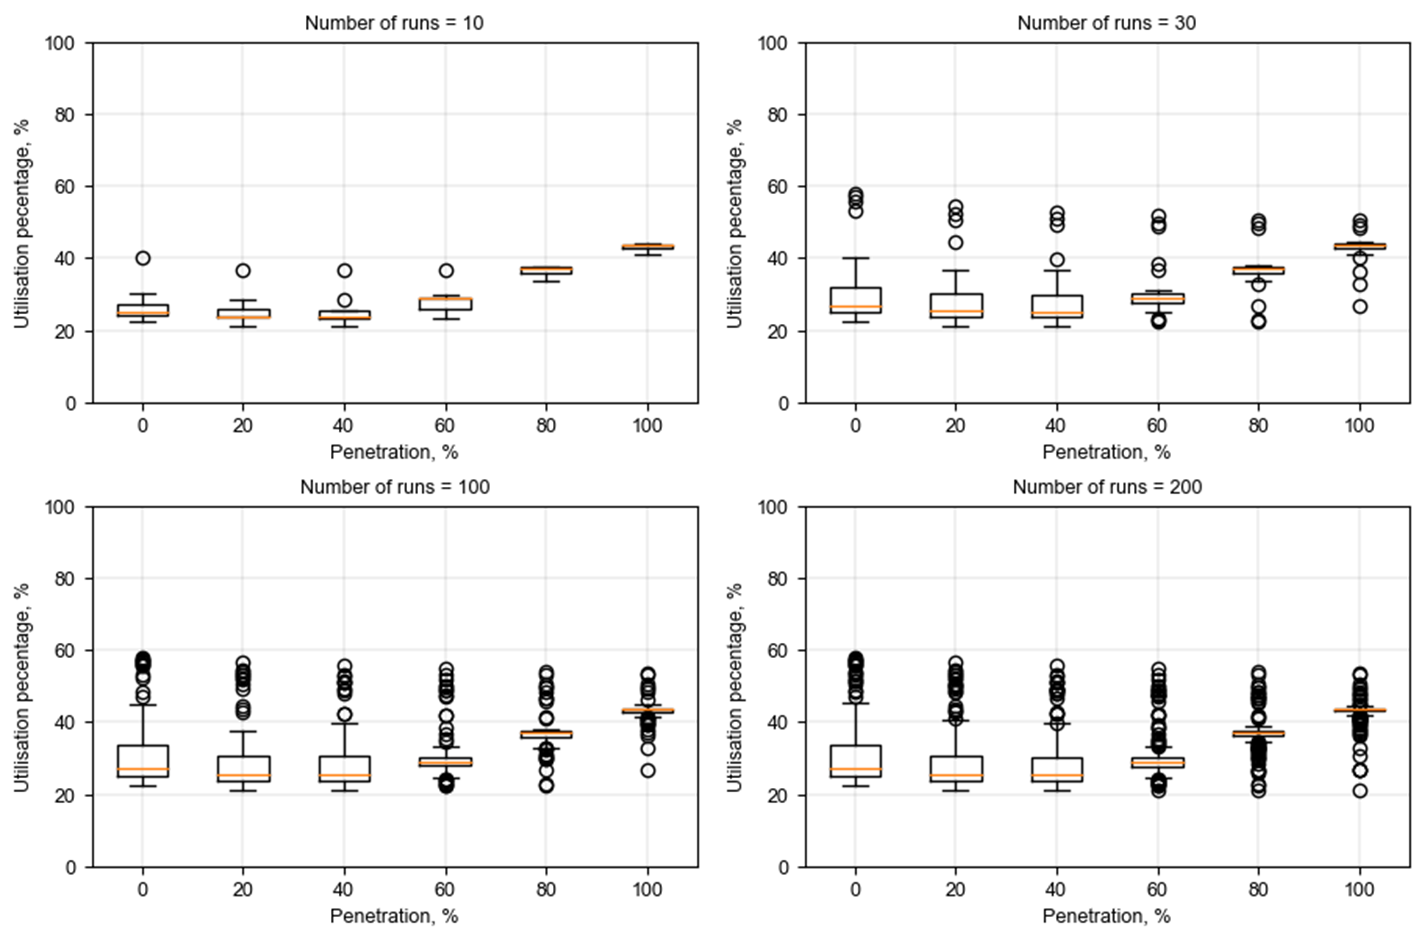 Number of runs = 10
100
80
60
40
20
0
Utilisation pecentage, %
0 20 40 60 80 100
Penetration, %
Number of runs = 30
100
80
60
40
20
0
Utilisation pecentage, %
0 20 40 60 80 100
Penetration, %
Number of runs = 100
100
80
60
40
20
0
Utilisation pecentage, %
0 20 40 60 80 100
Penetration, %
Number of runs = 200
100
80
60
40
20
0
Utilisation pecentage, %
0 20 40 60 80 100
Penetration, %